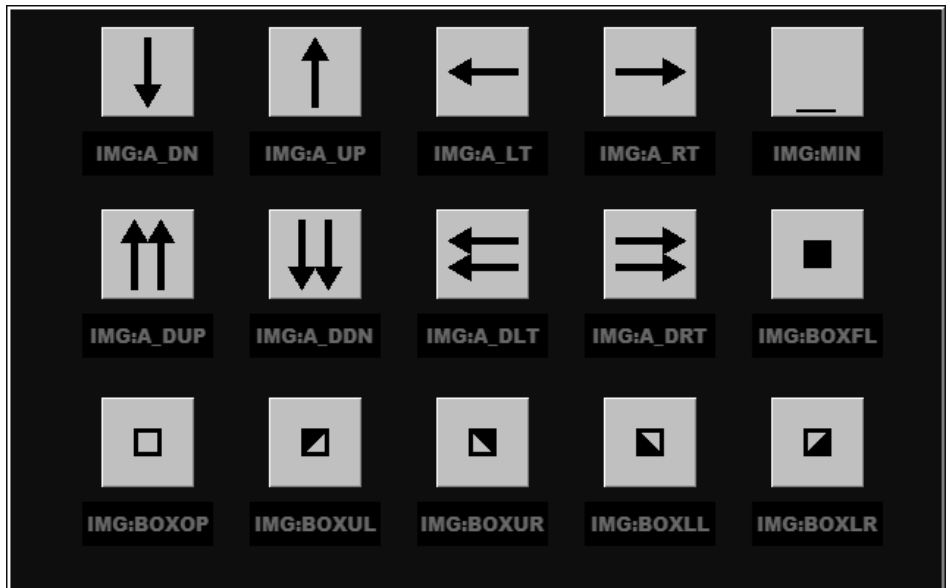 IMG:A_DN IMG:A_UP IMG:A_LT IMG:A_RT IMG:MIN
IMG:A_DUP IMG:A_DDN IMG:A_DLT IMG:A_DRT IMG:BOXFL
IMG:BOXOP IMG:BOXUL IMG:BOXUR IMG:BOXLL IMG:BOXLR